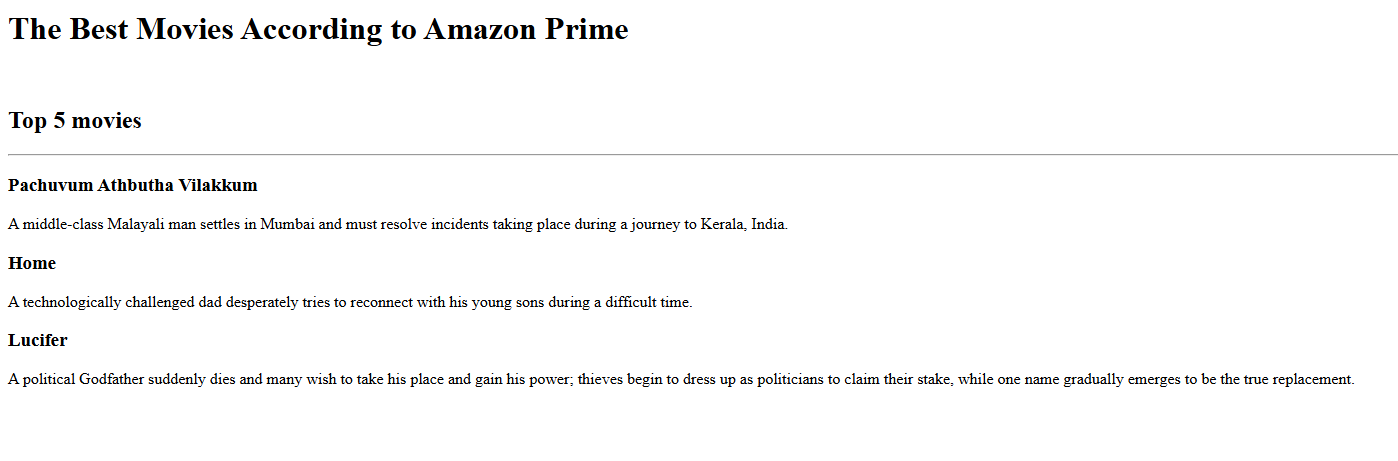 The Best Movies According to Amazon Prime
Top 5 movies
Pachuvum Athbutha Vilakkum
A middle-class Malayali man settles in Mumbai and must resolve incidents taking place during a journey to Kerala, India.
Home
A technologically challenged dad desperately tries to reconnect with his young sons during a difficult time.
Lucifer
A political Godfather suddenly dies and many wish to take his place and gain his power; thieves begin to dress up as politicians to claim their stake, while one name gradually emerges to be the true replacement.